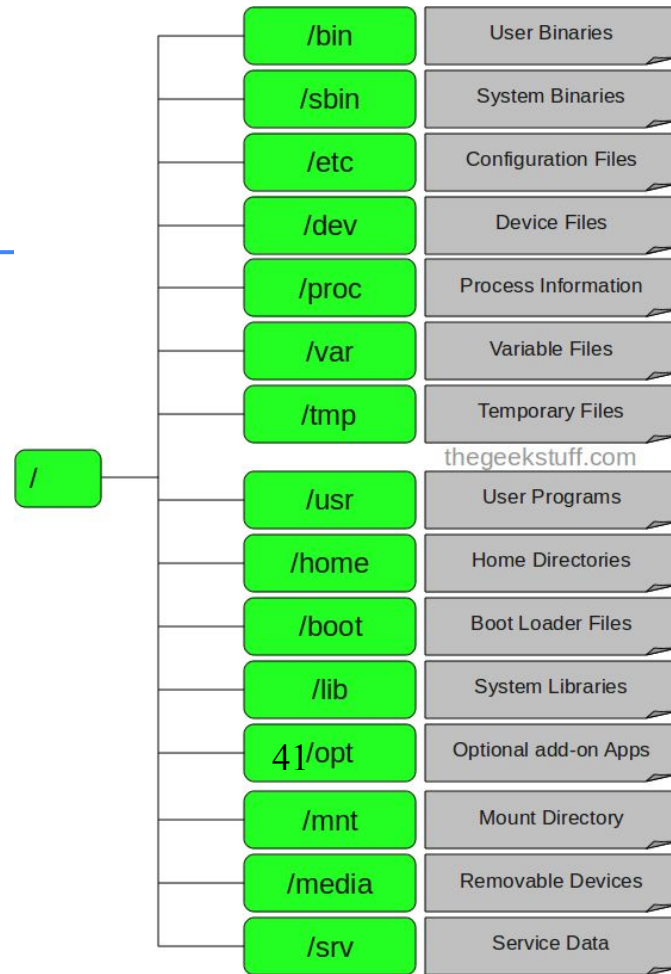 /bin User Binaries
/sbin System Binaries
/etc Configuration Files
/dev Device Files
/proc Process Information
/var Variable Files
/tmp Temporary Files
thegeekstuff.com
/
/usr User Programs
/home Home Directories
/boot Boot Loader Files
/lib System Libraries
41/opt Optional add-on Apps
/mnt Mount Directory
/media Removable Devices
/srv Service Data